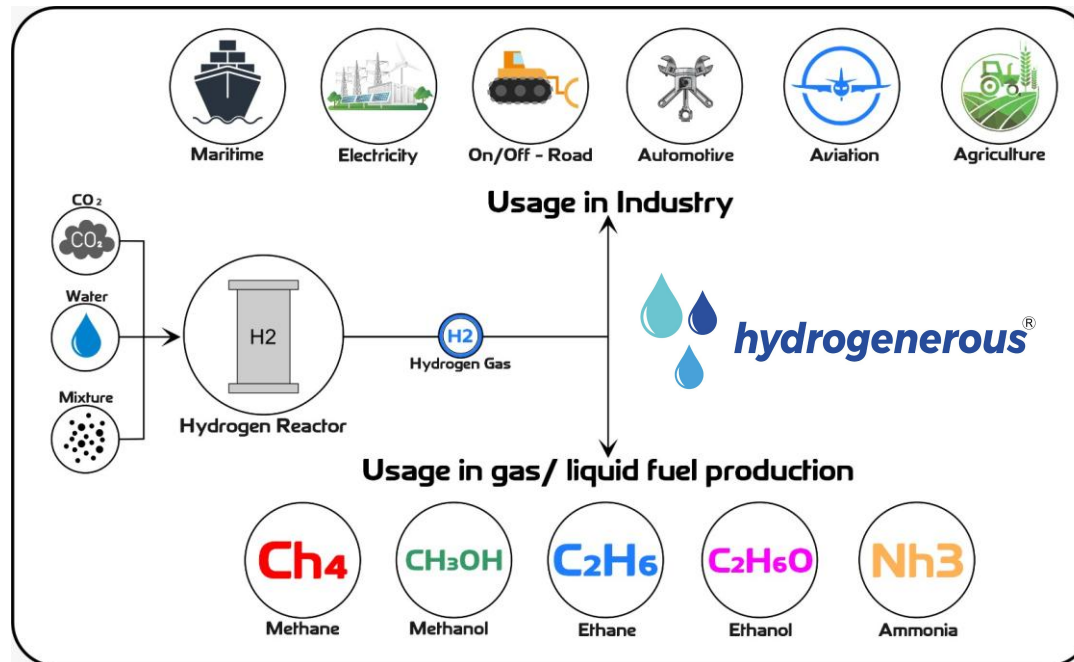 Maritime
Electricity
On/Off - Road
Automotive
Aviation
Agriculture
Usage in Industry
CO₂
CO₂
Water
Mixture
H2
Hydrogen Reactor
H2
Hydrogen Gas
hydrogenerous®
Usage in gas/ liquid fuel production
Ch₄
CH₃OH
C₂H₆
C₂H₆O
Nh3
Methane
Methanol
Ethane
Ethanol
Ammonia